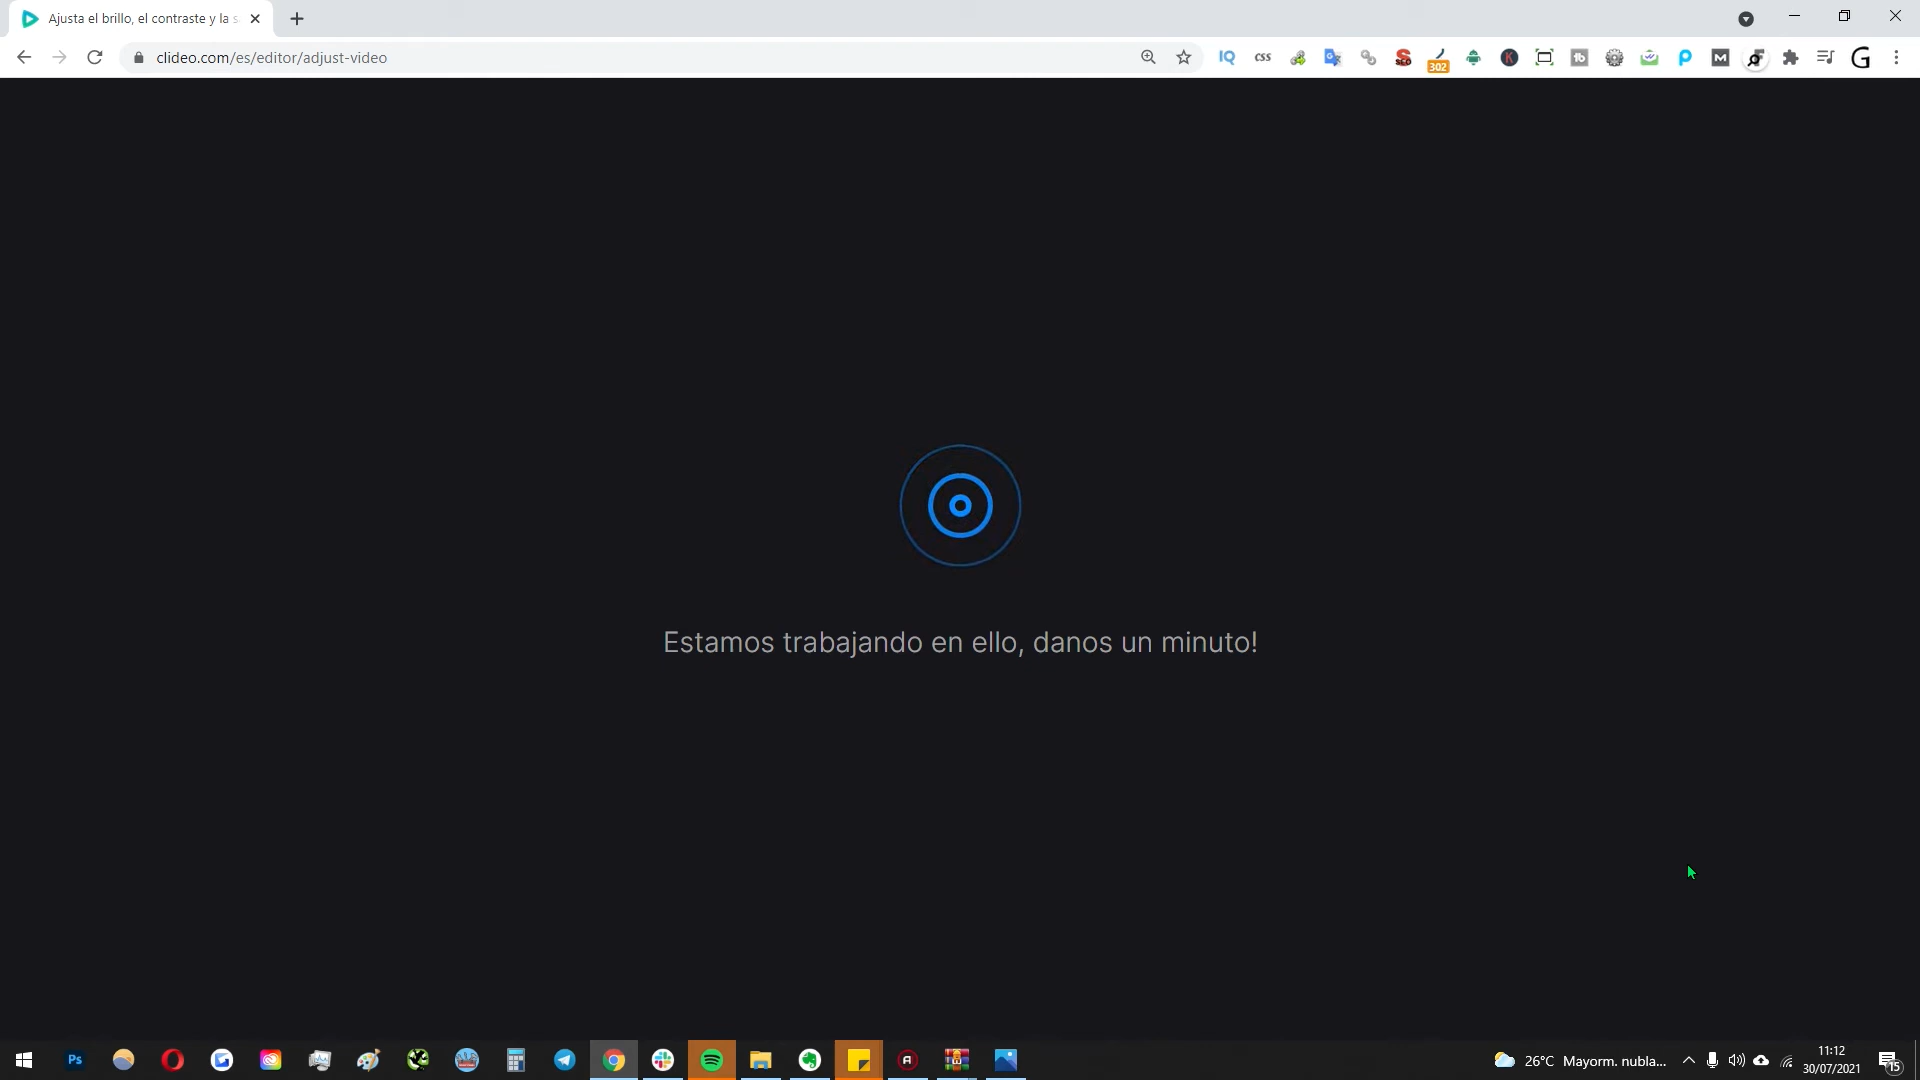 Ajusta el brillo, el contraste y la s
clideo.com/es/editor/adjust-video
IQ
css
302
Estamos trabajando en ello, danos un minuto!
Ps
26°C Mayorm. nubla...
11:12
30/07/2021
15